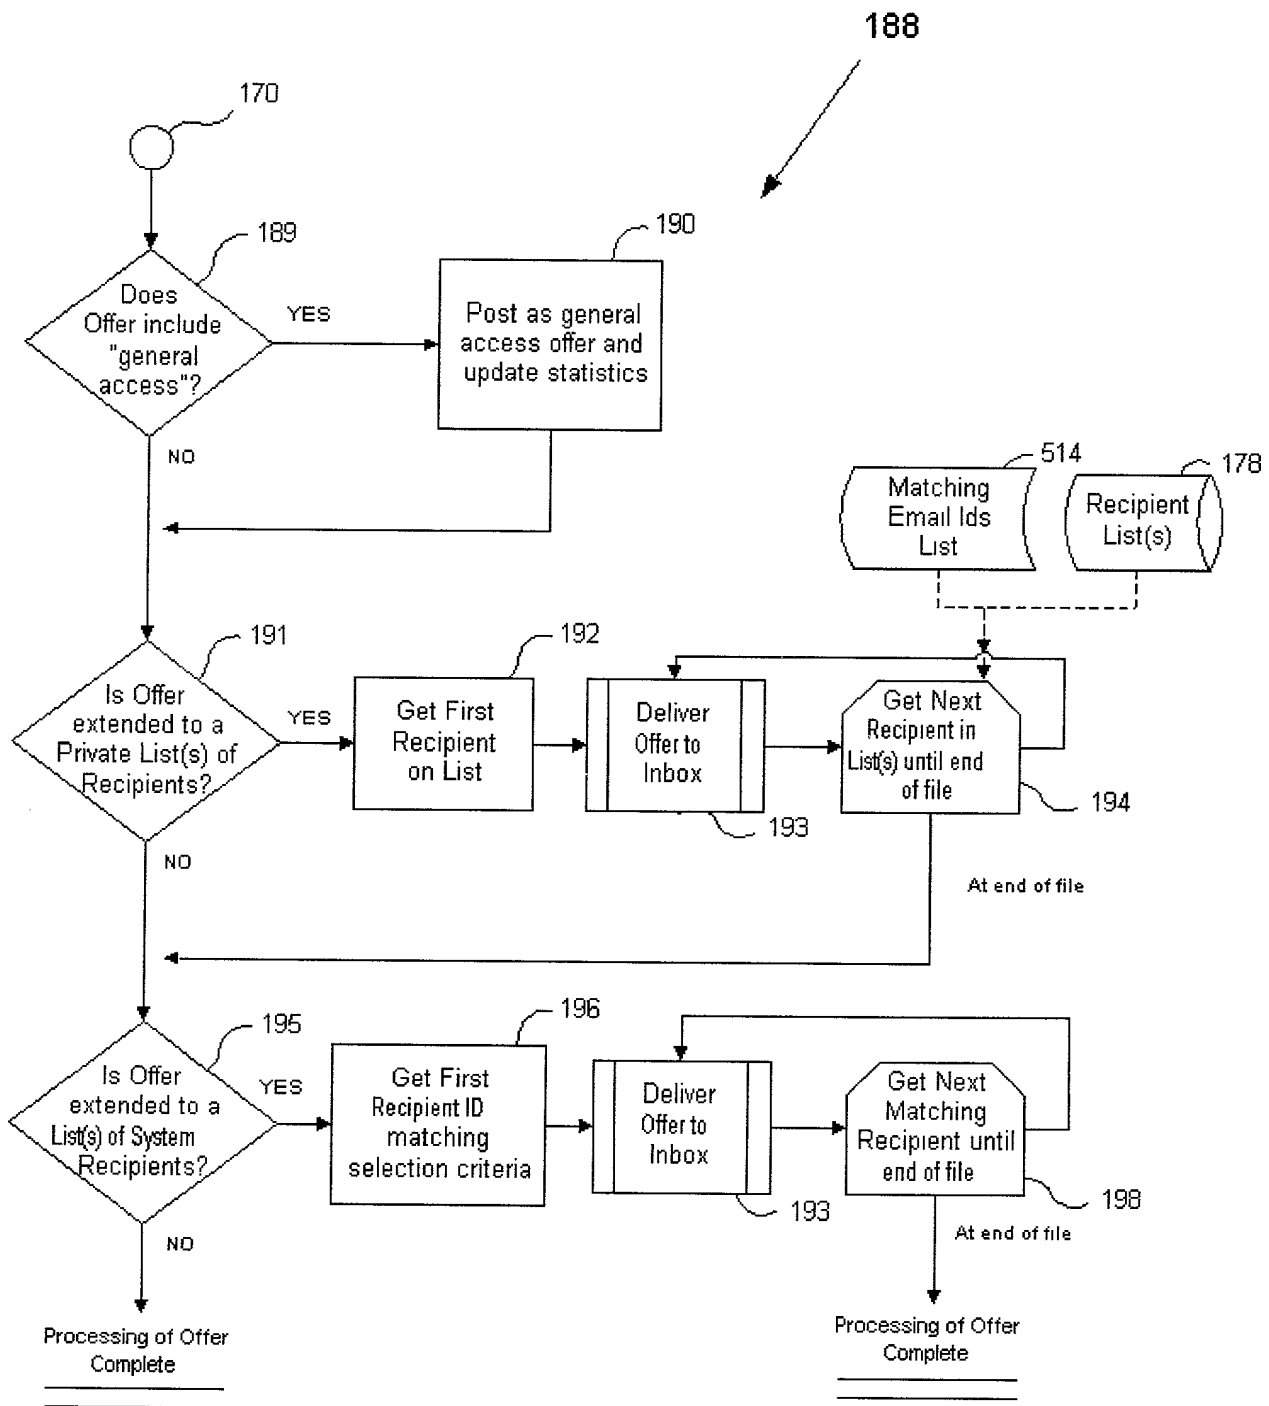 188
170
189
Does
Offer include
"general
access"?
YES
NO
190
Post as general
access offer and
update statistics
514
Matching
Email Ids
List
178
Recipient
List(s)
191
Is Offer
extended to a
Private List(s) of
Recipients?
YES
NO
192
Get First
Recipient
on List
Deliver
Offer to
Inbox
193
Get Next
Recipient in
List(s) until end
of file
194
At end of file
195
Is Offer
extended to a
List(s) of System
Recipients?
YES
NO
196
Get First
Recipient ID
matching
selection criteria
Deliver
Offer to
Inbox
193
Get Next
Matching
Recipient until
end of file
198
At end of file
Processing of Offer
Complete
Processing of Offer
Complete